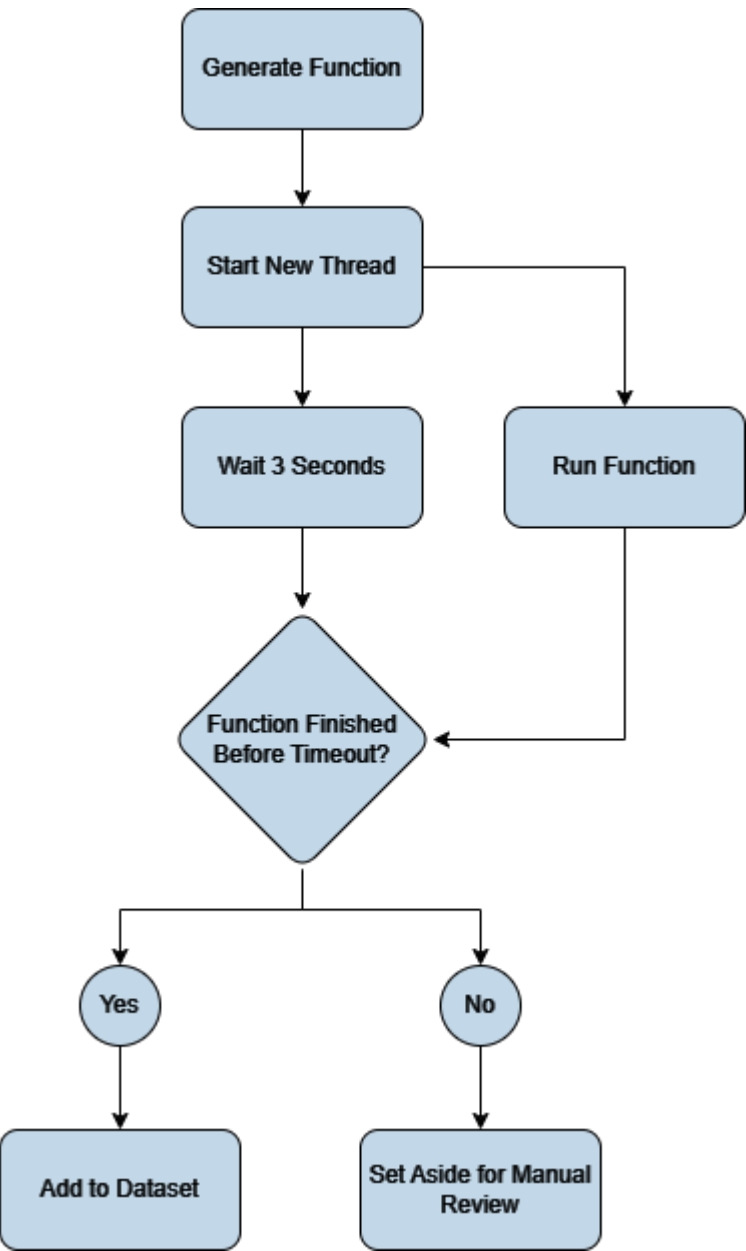 Generate Function
Start New Thread
Wait 3 Seconds
Run Function
Function Finished
Before Timeout?
Yes
No
Add to Dataset
Set Aside for Manual
Review